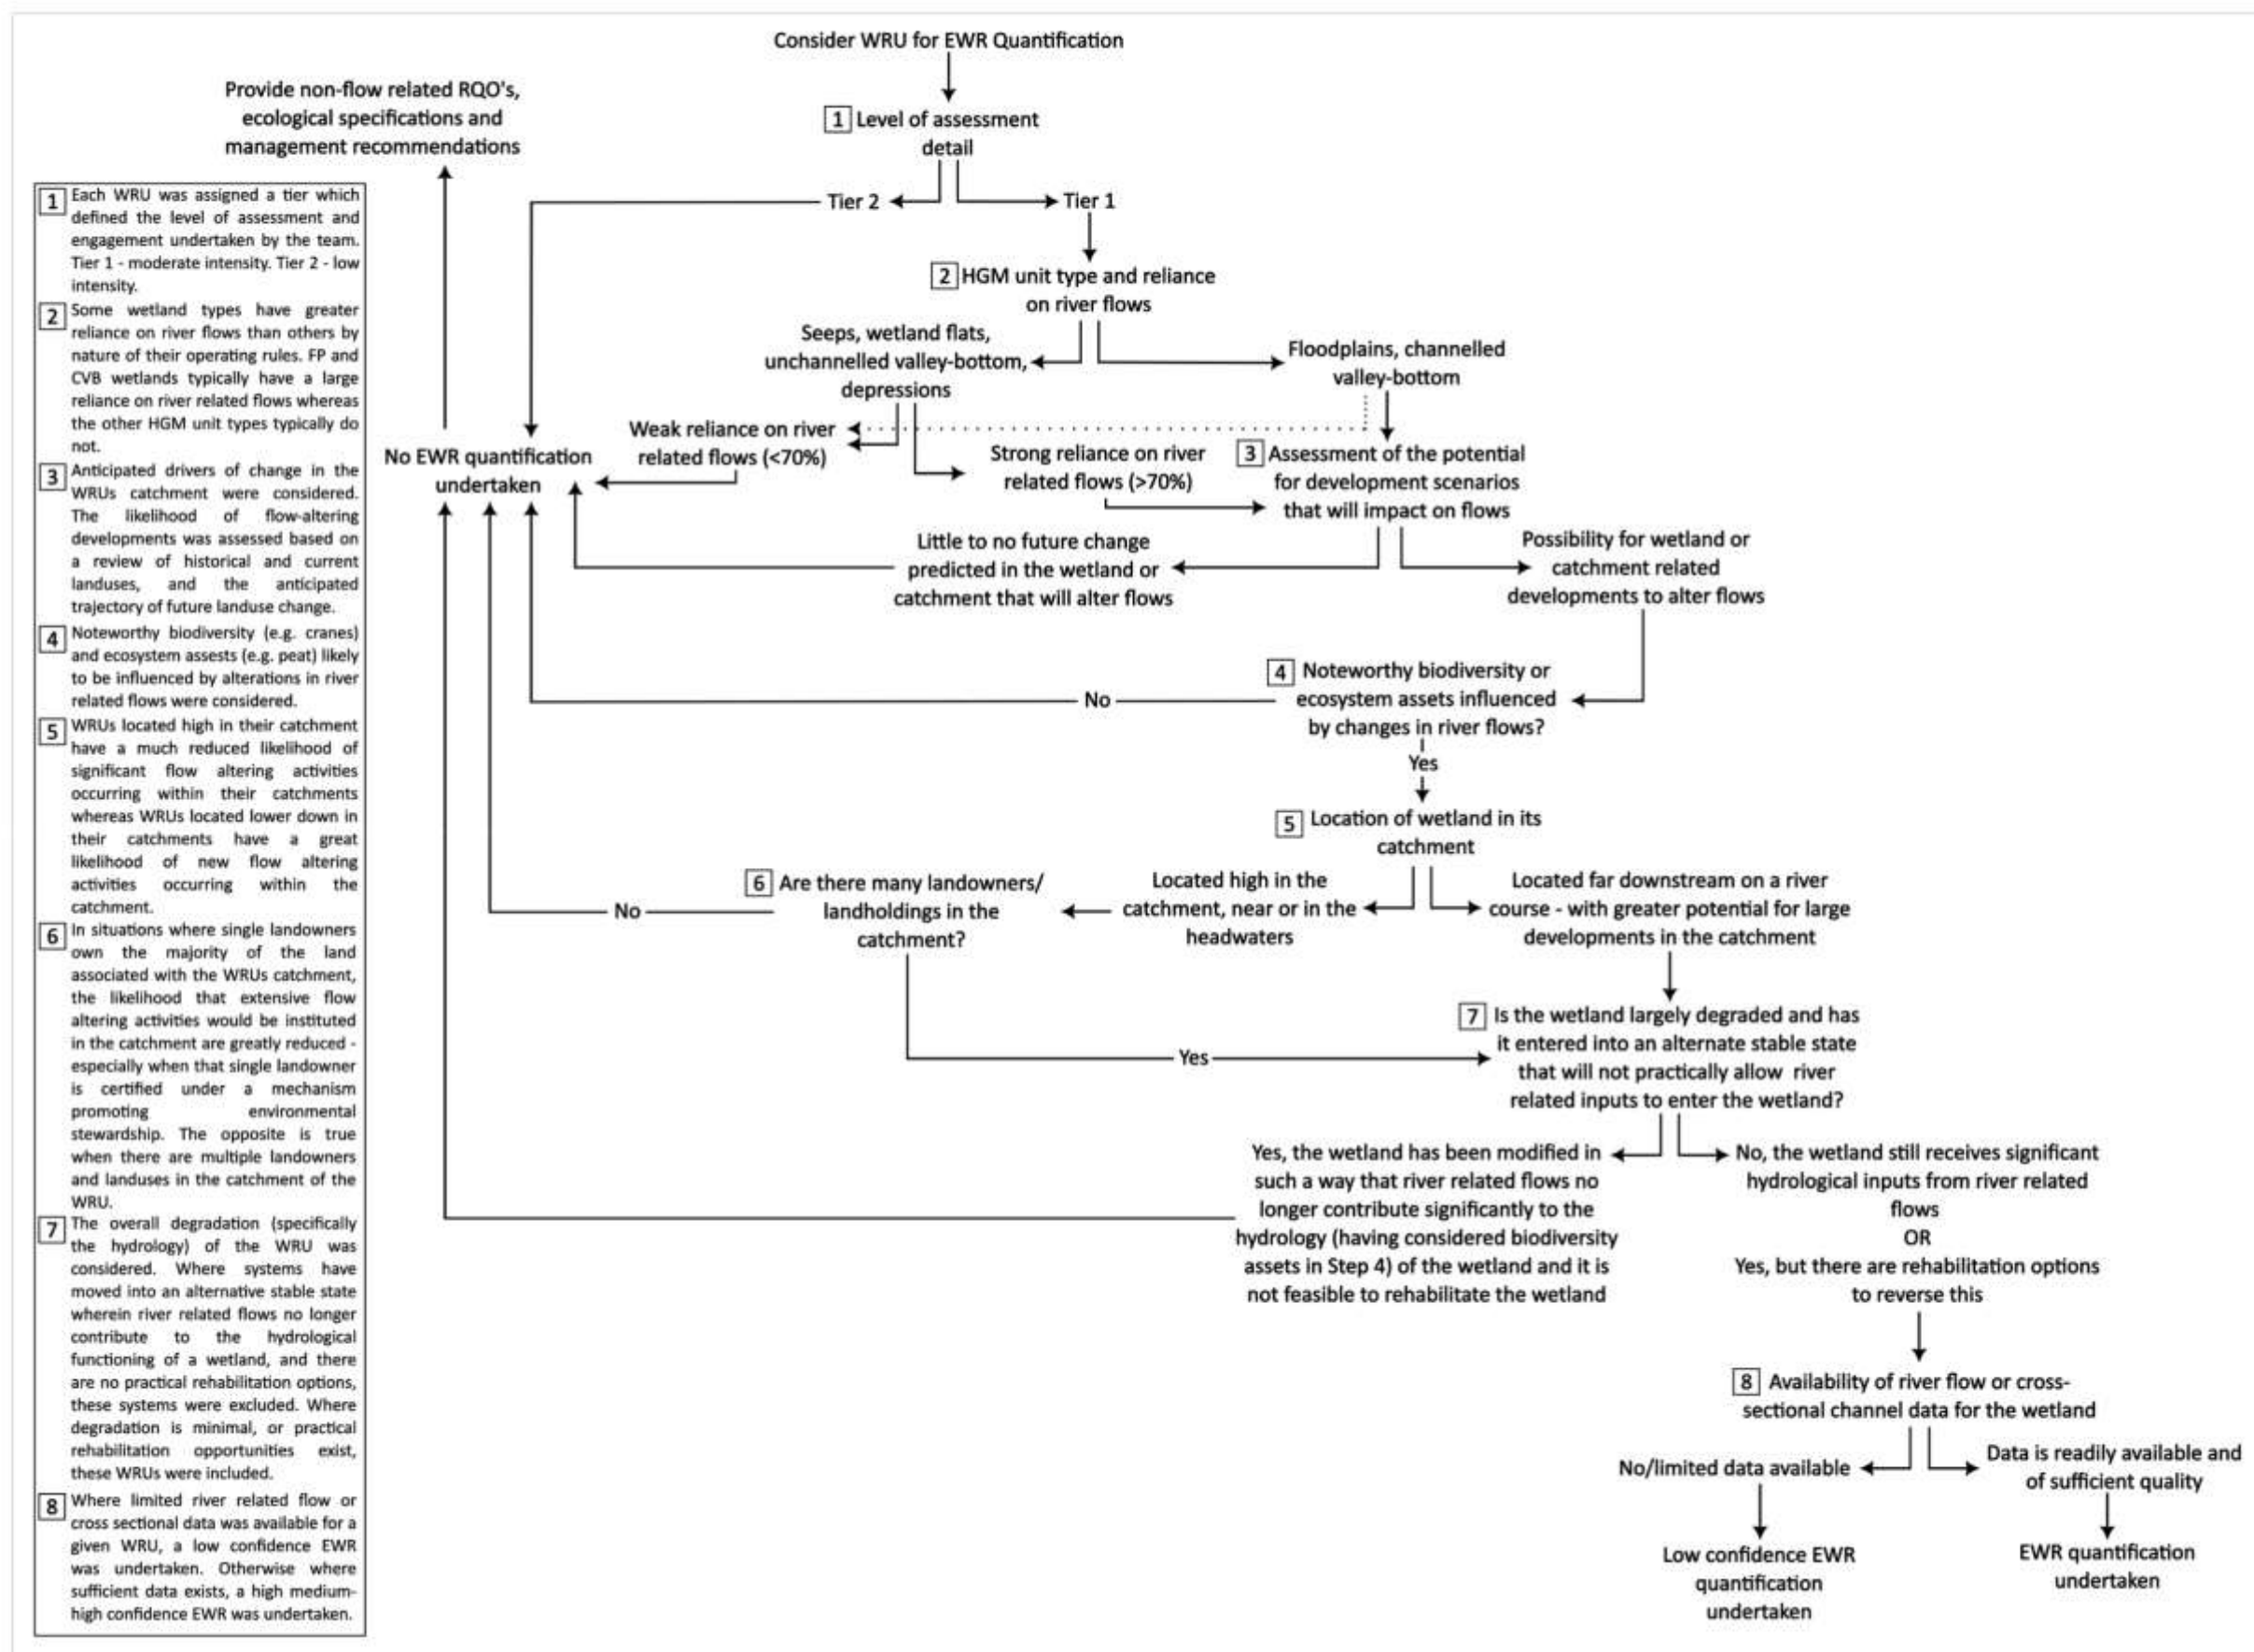 Consider WRU for EWR Quantification
Provide non-flow related RQO's,
ecological specifications and
management recommendations
1 Level of assessment
detail
Tier 2
Tier 1
2 HGM unit type and reliance
on river flows
Seeps, wetland flats,
unchannelled valley-bottom,
depressions
Floodplains, channelled
valley-bottom
Weak reliance on river
related flows (<70%)
No EWR quantification
undertaken
Strong reliance on river
related flows (>70%)
3 Assessment of the potential
for development scenarios
that will impact on flows
Little to no future change
predicted in the wetland or
catchment that will alter flows
Possibility for wetland or
catchment related
developments to alter flows
4 Noteworthy biodiversity or
ecosystem assets influenced
by changes in river flows?
No
Yes
5 Location of wetland in its
catchment
Located high in the
catchment, near or in the
headwaters
Located far downstream on a river
course - with greater potential for large
developments in the catchment
6 Are there many landowners/
landholdings in the
catchment?
No
Yes
7 Is the wetland largely degraded and has
it entered into an alternate stable state
that will not practically allow river
related inputs to enter the wetland?
Yes, the wetland has been modified in
such a way that river related flows no
longer contribute significantly to the
hydrology (having considered biodiversity
assets in Step 4) of the wetland and it is
not feasible to rehabilitate the wetland
No, the wetland still receives significant
hydrological inputs from river related
flows
OR
Yes, but there are rehabilitation options
to reverse this
8 Availability of river flow or cross-
sectional channel data for the wetland
No/limited data available
Data is readily available and
of sufficient quality
Low confidence EWR
quantification
undertaken
EWR quantification
undertaken
1 Each WRU was assigned a tier which
defined the level of assessment and
engagement undertaken by the team.
Tier 1 - moderate intensity. Tier 2 - low
intensity.
2 Some wetland types have greater
reliance on river flows than others by
nature of their operating rules. FP and
CVB wetlands typically have a large
reliance on river related flows whereas
the other HGM unit types typically do
not.
3 Anticipated drivers of change in the
WRUs catchment were considered.
The likelihood of flow-altering
developments was assessed based on
a review of historical and current
landuses, and the anticipated
trajectory of future landuse change.
4 Noteworthy biodiversity (e.g. cranes)
and ecosystem assests (e.g. peat) likely
to be influenced by alterations in river
related flows were considered.
5 WRUs located high in their catchment
have a much reduced likelihood of
significant flow altering activities
occurring within their catchments
whereas WRUs located lower down in
their catchments have a great
likelihood of new flow altering
activities occurring within the
catchment.
6 In situations where single landowners
own the majority of the land
associated with the WRUs catchment,
the likelihood that extensive flow
altering activities would be instituted
in the catchment are greatly reduced -
especially when that single landowner
is certified under a mechanism
promoting environmental
stewardship. The opposite is true
when there are multiple landowners
and landuses in the catchment of the
WRU.
7 The overall degradation (specifically
the hydrology) of the WRU was
considered. Where systems have
moved into an alternative stable state
wherein river related flows no longer
contribute to the hydrological
functioning of a wetland, and there
are no practical rehabilitation options,
these systems were excluded. Where
degradation is minimal, or practical
rehabilitation opportunities exist,
these WRUs were included.
8 Where limited river related flow or
cross sectional data was available for a
given WRU, a low confidence EWR
was undertaken. Otherwise where
sufficient data exists, a high medium-
high confidence EWR was undertaken.